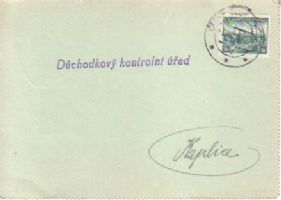 Důchodkový kontrolní úřad
Kaplice